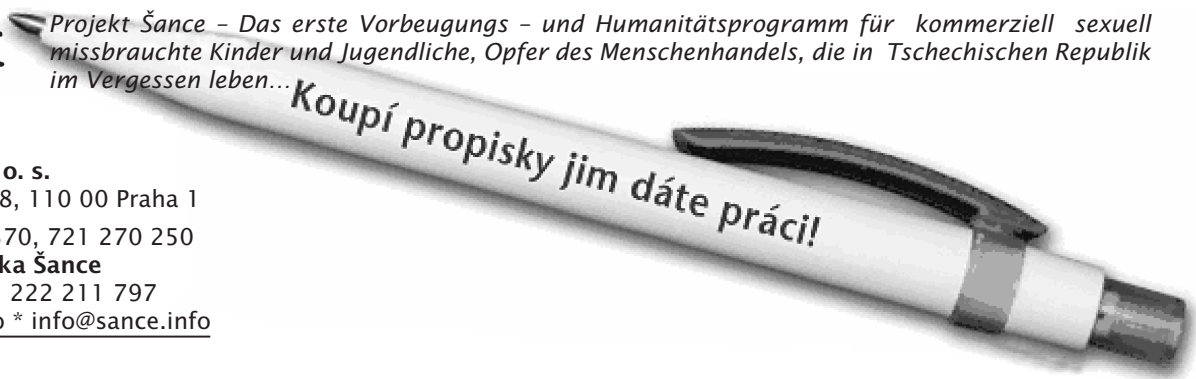 Projekt Šance – Das erste Vorbeugungs – und Humanitätsprogramm für kommerziell sexuell
missbrauchte Kinder und Jugendliche, Opfer des Menschenhandels, die in Tschechischen Republik
im Vergessen leben…
Koupí propisky jim dáte práci!
o. s.
8, 110 00 Praha 1
70, 721 270 250
ka Šance
222 211 797
* info@sance.info